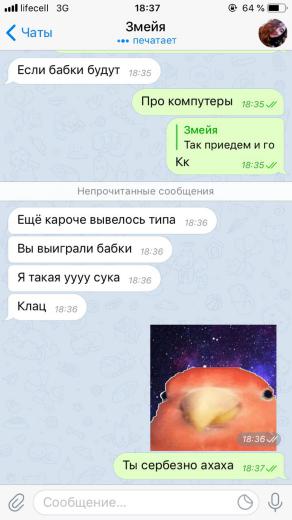 lifecell 3G 18:37 64 %
Чаты
Змейя
печатает
Если бабки будут 18:35
Про компутеры 18:35
Змейя
Так приедем и го
Кк 18:35
Непрочитанные сообщения
Ещё кароче вывелось типа 18:36
Вы выиграли бабки 18:36
Я такая уууу сука 18:36
Клац 18:36
18:36
Ты сербезно ахаха 18:37
Сообщение...